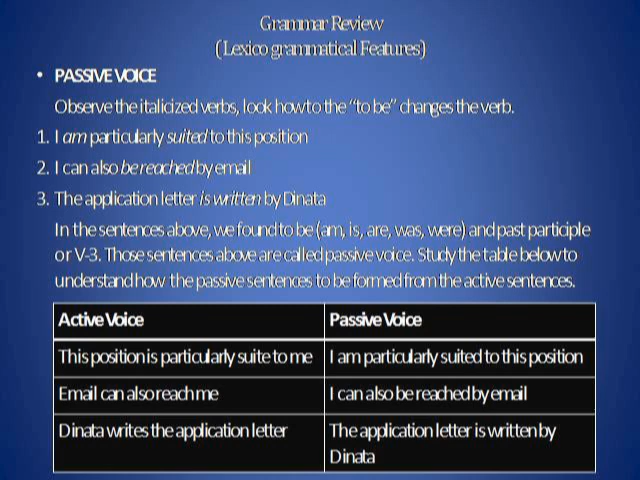 Grammar Review
(Lexico grammatical Features)
• PASSIVE VOICE
Observe the italicized verbs, look how to the "to be" changes the verb.
1. I am particularly suited to this position
2. I can also be reached by email
3. The application letter is written by Dinata
In the sentences above, we found to be (am, is, are, was, were) and past participle
or V-3. Those sentences above are called passive voice. Study the table below to
understand how the passive sentences to be formed from the active sentences.
Active Voice
Passive Voice
This position is particularly suite to me
I am particularly suited to this position
Email can also reach me
I can also be reached by email
Dinata writes the application letter
The application letter is written by
Dinata